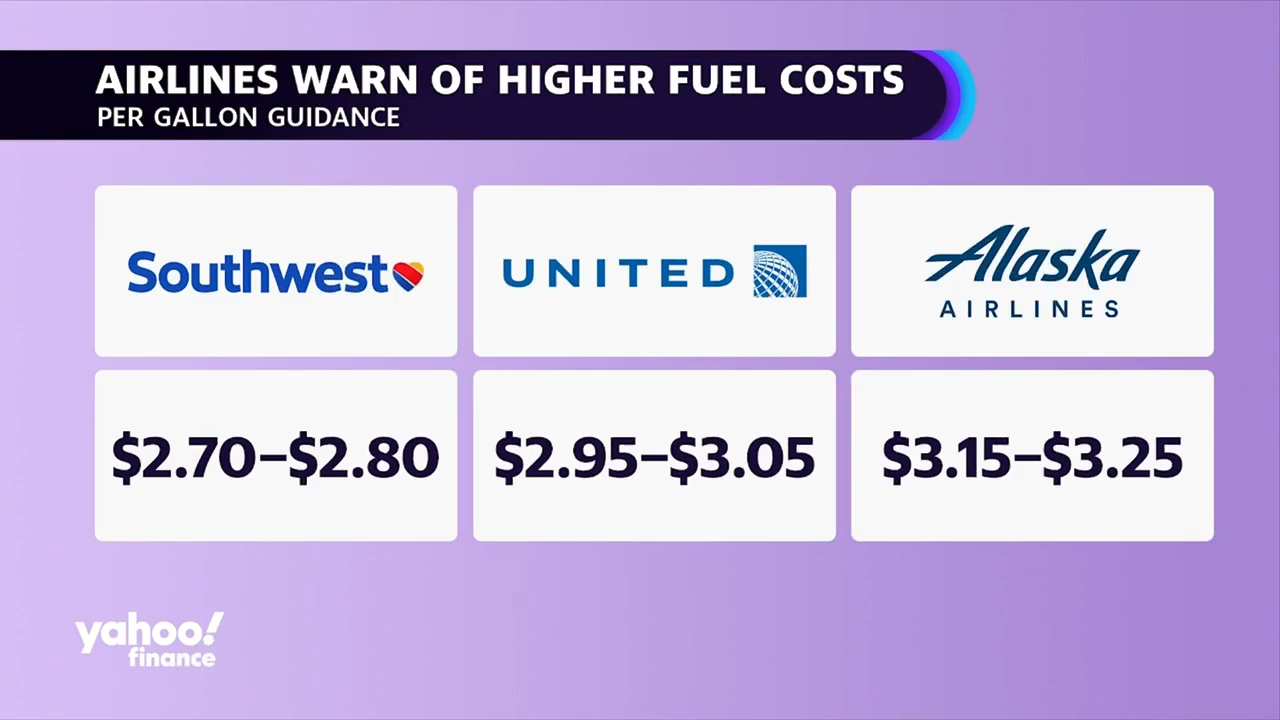 AIRLINES WARN OF HIGHER FUEL COSTS
PER GALLON GUIDANCE
Southwest
UNITED
Alaska
AIRLINES
$2.70–$2.80
$2.95–$3.05
$3.15–$3.25
yahoo!
finance